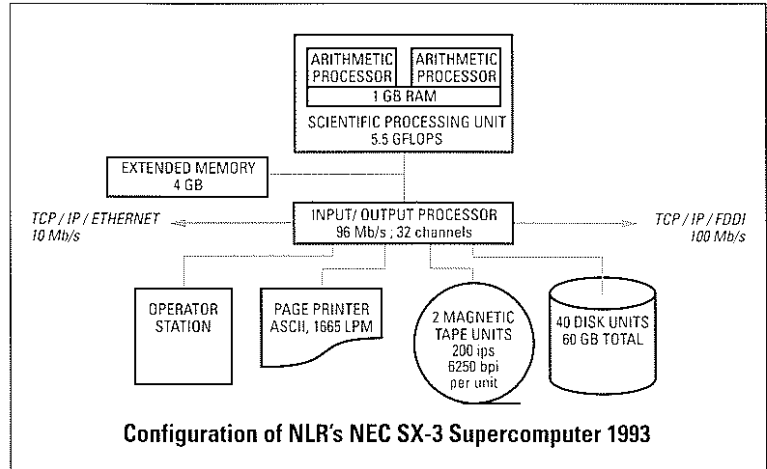 ARITHMETIC ARITHMETIC
PROCESSOR PROCESSOR
1 GB RAM
SCIENTIFIC PROCESSING UNIT
5.5 GFLOPS
EXTENDED MEMORY
4 GB
TCP / IP / ETHERNET
10 Mb/s
INPUT/ OUTPUT PROCESSOR
96 Mb/s ; 32 channels
TCP / IP / FDDI
100 Mb/s
OPERATOR
STATION
PAGE PRINTER
ASCII, 1665 LPM
2 MAGNETIC
TAPE UNITS
200 ips
6250 bpi
per unit
40 DISK UNITS
60 GB TOTAL
Configuration of NLR's NEC SX-3 Supercomputer 1993